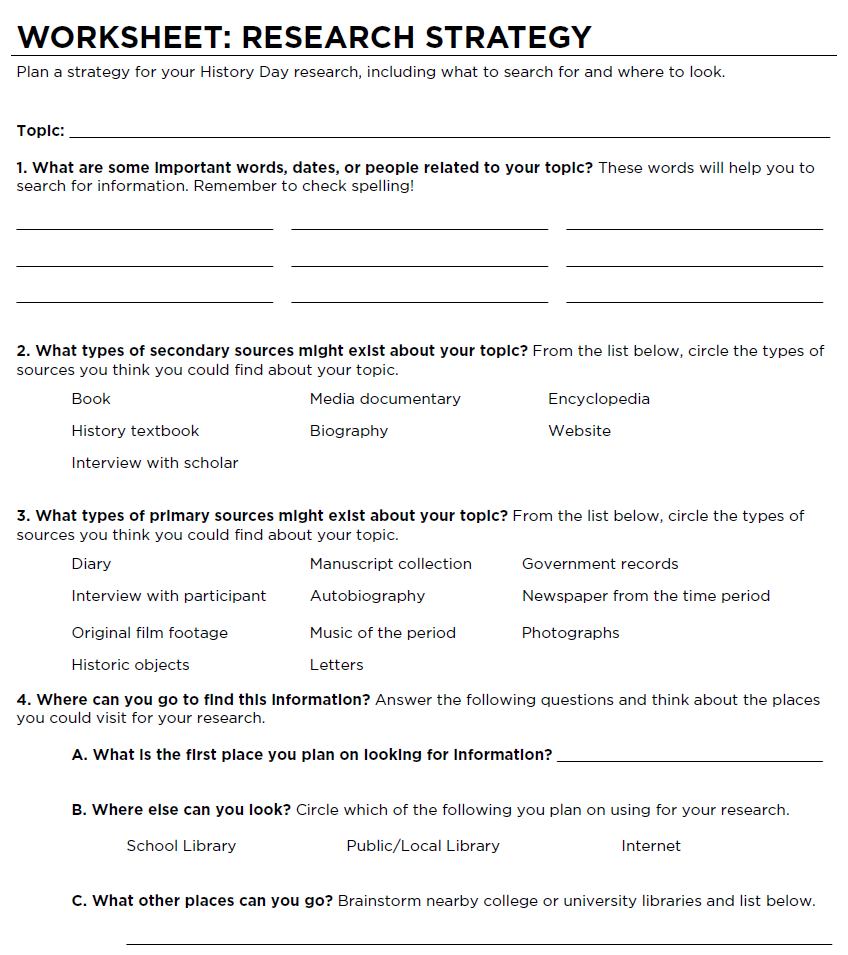 WORKSHEET: RESEARCH STRATEGY
Plan a strategy for your History Day research, including what to search for and where to look.
Topic:
1. What are some important words, dates, or people related to your topic? These words will help you to
search for information. Remember to check spelling!
2. What types of secondary sources might exist about your topic? From the list below, circle the types of
sources you think you could find about your topic.
Book Media documentary Encyclopedia
History textbook Biography Website
Interview with scholar
3. What types of primary sources might exist about your topic? From the list below, circle the types of
sources you think you could find about your topic.
Diary Manuscript collection Government records
Interview with participant Autobiography Newspaper from the time period
Original film footage Music of the period Photographs
Historic objects Letters
4. Where can you go to find this information? Answer the following questions and think about the places
you could visit for your research.
A. What is the first place you plan on looking for information?
B. Where else can you look? Circle which of the following you plan on using for your research.
School Library Public/Local Library Internet
C. What other places can you go? Brainstorm nearby college or university libraries and list below.